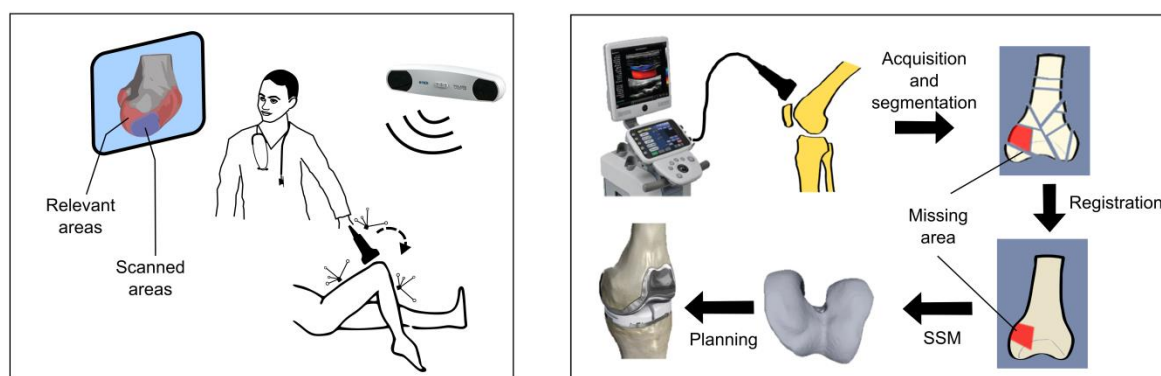 Relevant
areas
Scanned
areas
Acquisition
and
segmentation
Missing
area
Registration
Planning
SSM